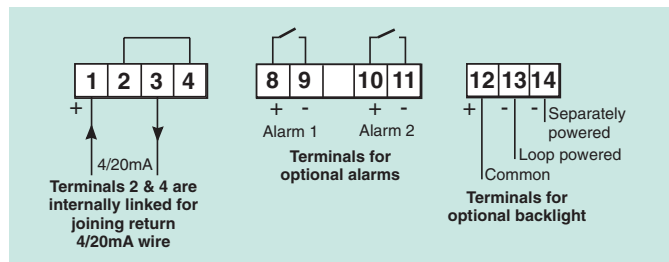 1 2 3 4
+
4/20mA
Terminals 2 & 4 are
internally linked for
joining return
4/20mA wire
8 9 10 11
+ - + -
Alarm 1 Alarm 2
Terminals for
optional alarms
12 13 14
+ - -
Separately
powered
Loop powered
Common
Terminals for
optional backlight